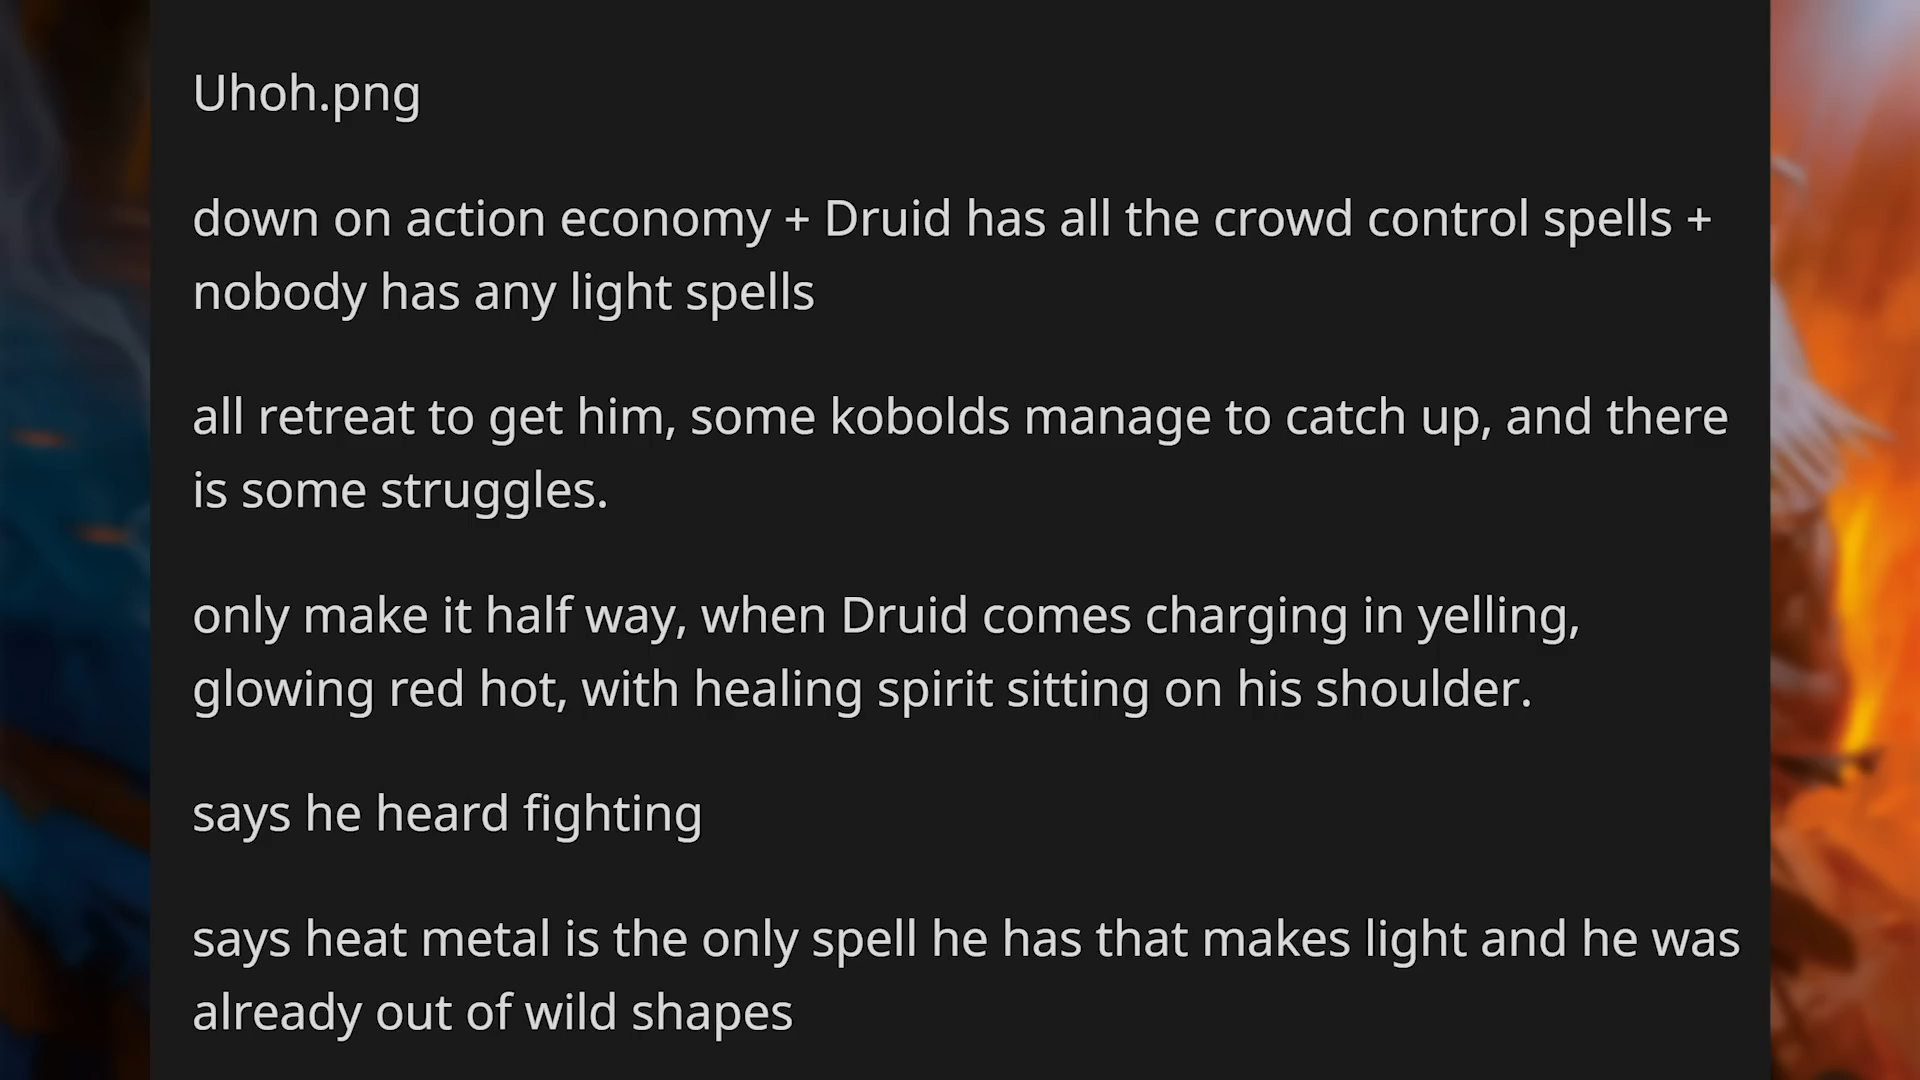 Uhoh.png
down on action economy + Druid has all the crowd control spells +
nobody has any light spells
all retreat to get him, some kobolds manage to catch up, and there
is some struggles.
only make it half way, when Druid comes charging in yelling,
glowing red hot, with healing spirit sitting on his shoulder.
says he heard fighting
says heat metal is the only spell he has that makes light and he was
already out of wild shapes